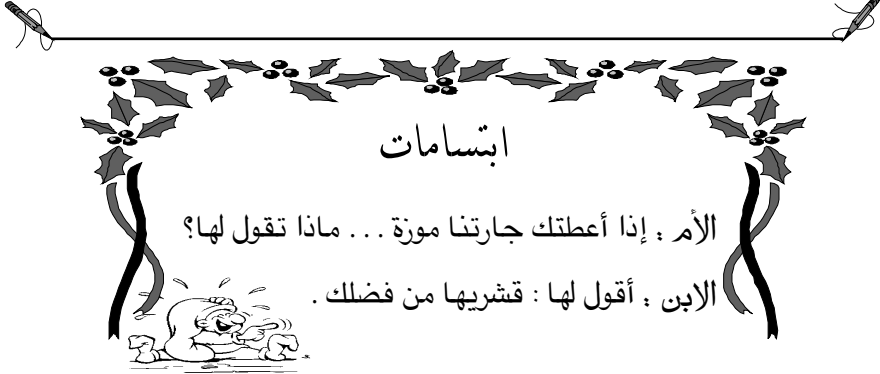 ابتسامات
الأم : إذا أعطتك جارتنا موزة ... ماذا تقول لها؟
الابن : أقول لها : قشريها من فضلك .